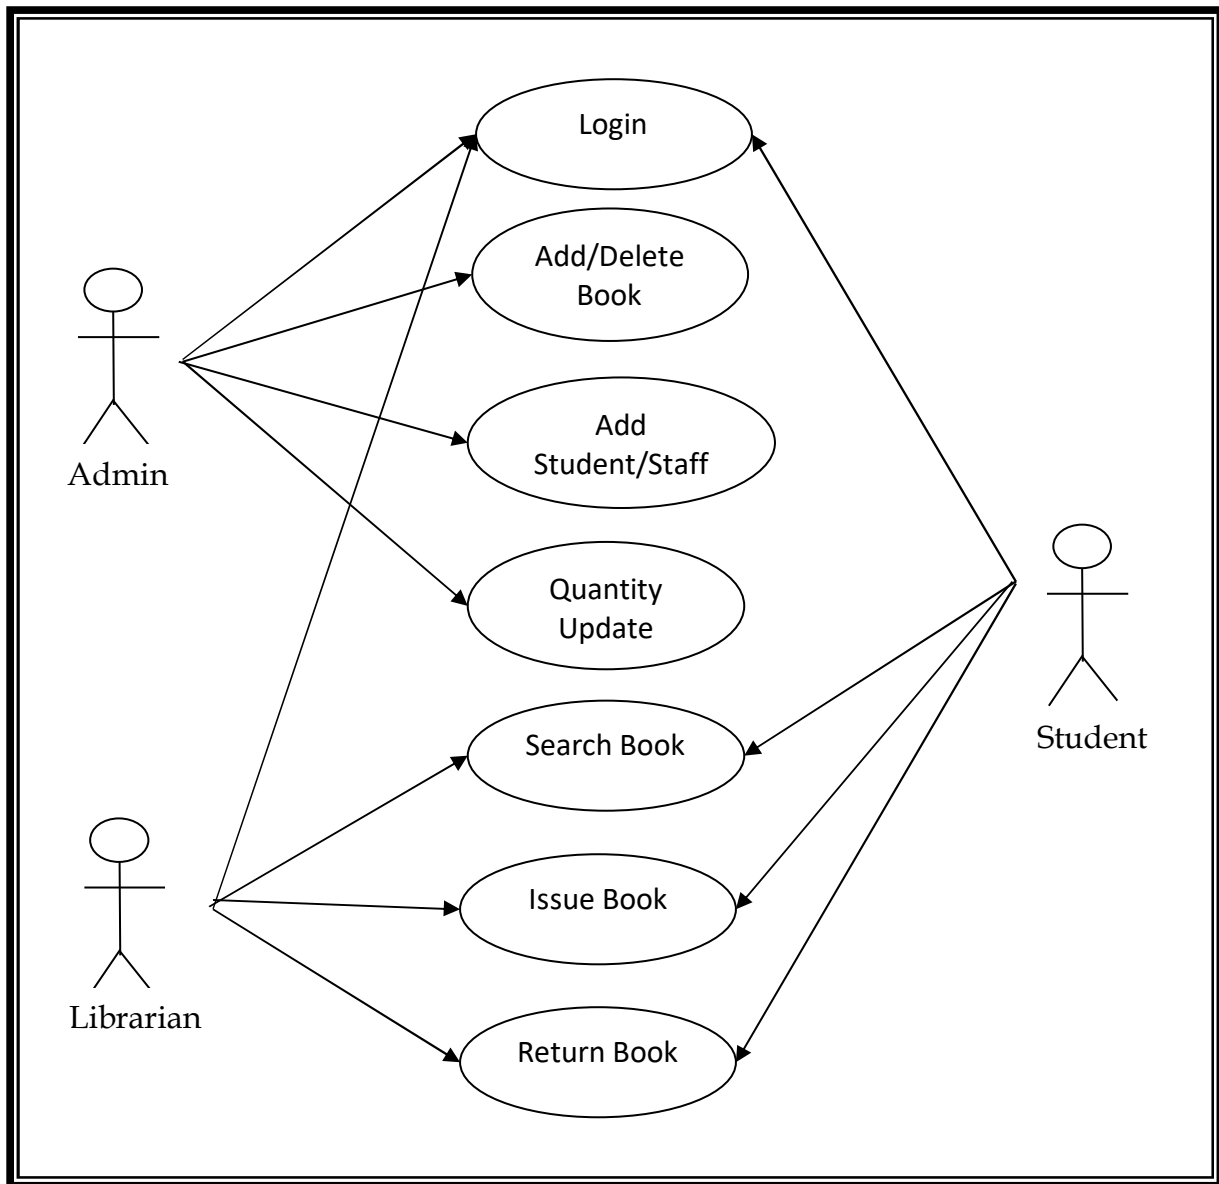 Login
Add/Delete
Book
Admin
Add
Student/Staff
Quantity
Update
Student
Search Book
Issue Book
Librarian
Return Book